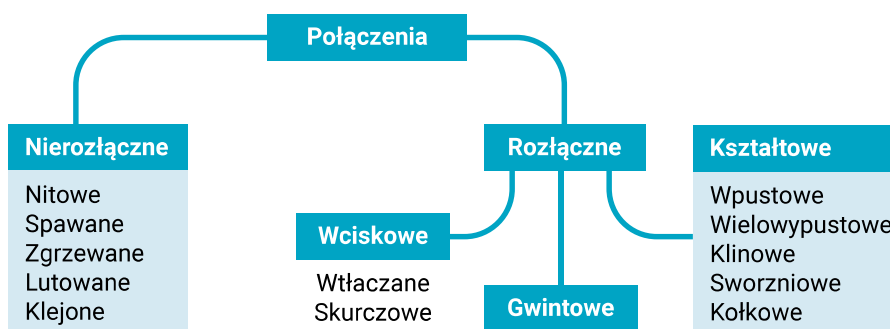 Połączenia
Nierozłączne
Nitowe
Spawane
Zgrzewane
Lutowane
Klejone
Rozłączne
Wciskowe
Wtłaczane
Skurczowe
Gwintowe
Kształtowe
Wpustowe
Wielowypustowe
Klinowe
Sworzniowe
Kołkowe